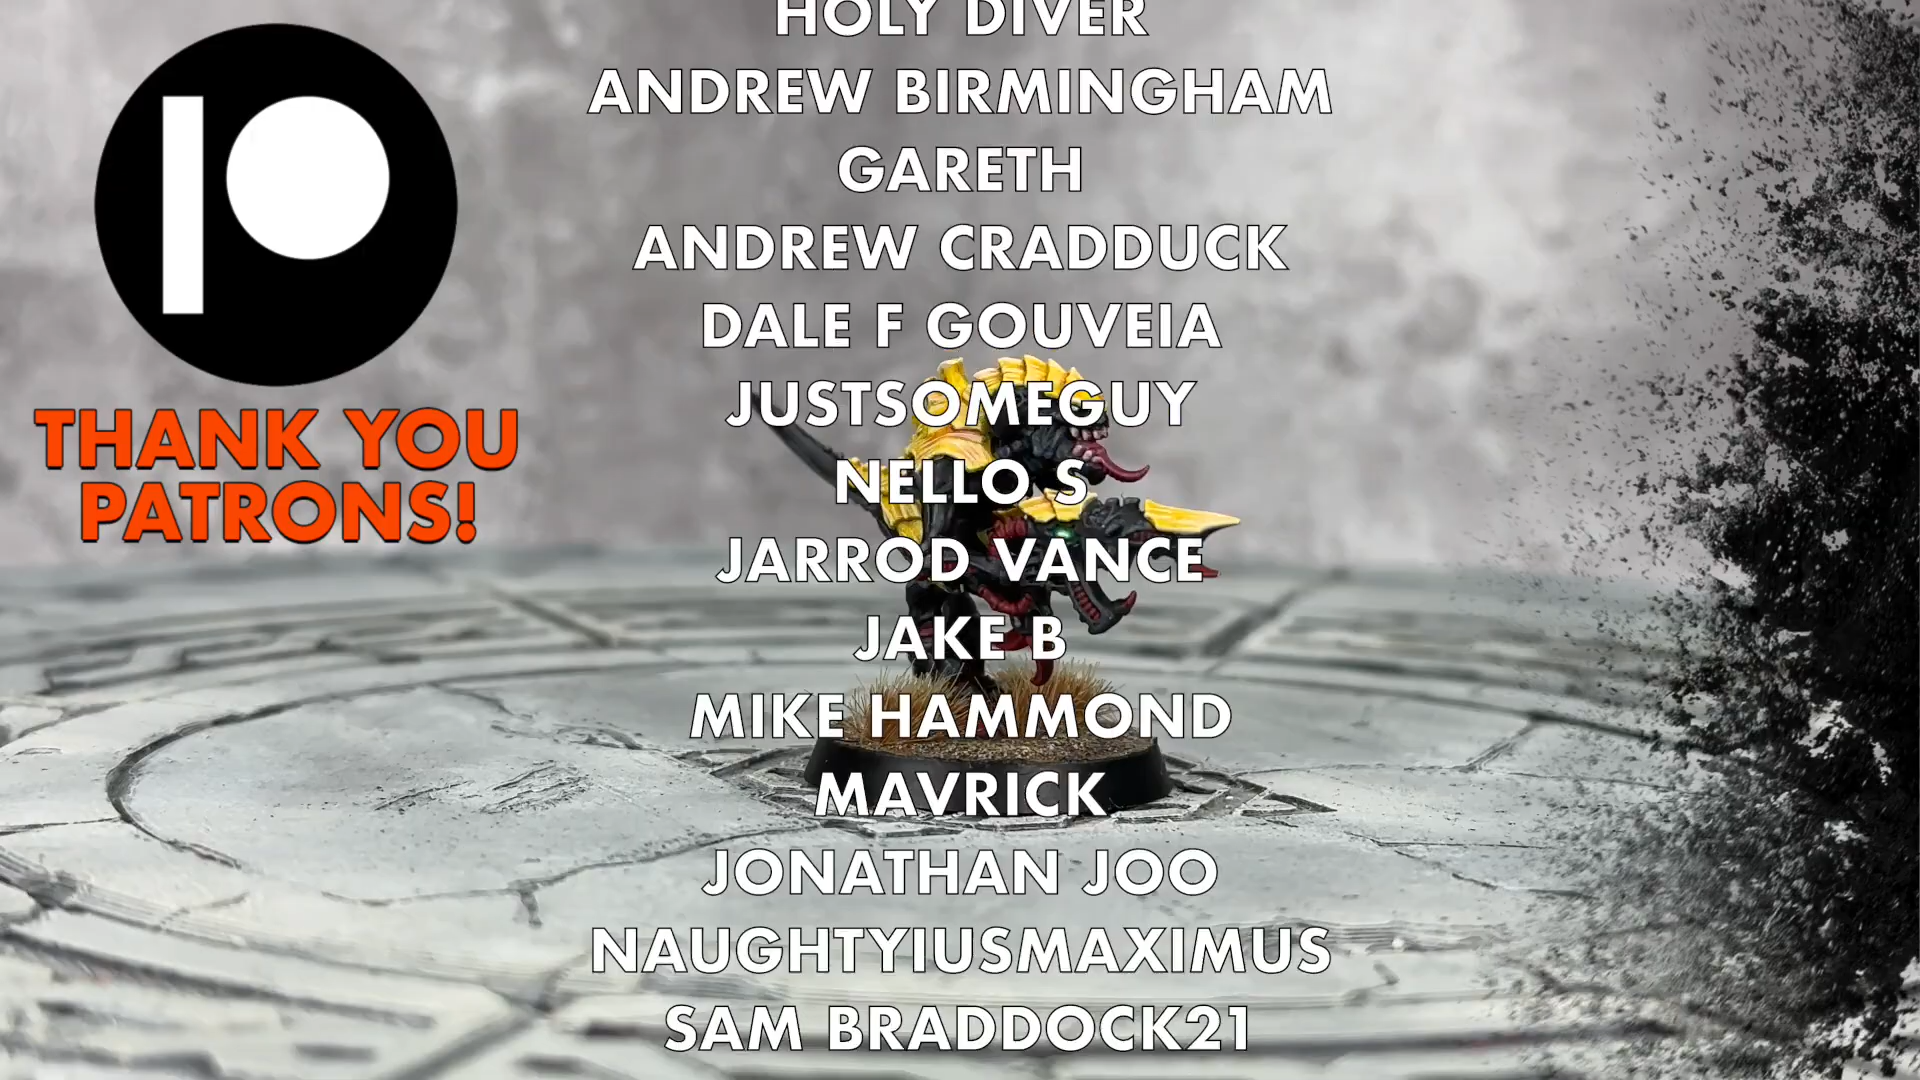 HOLY DIVER
ANDREW BIRMINGHAM
GARETH
ANDREW CRADDUCK
DALE F GOUVEIA
JUSTSOMEGUY
NELLO S
JARROD VANCE
JAKE B
MIKE HAMMOND
MAVRICK
JONATHAN JOO
NAUGHTYIUSMAXIMUS
SAM BRADDOCK21
THANK YOU
PATRONS!